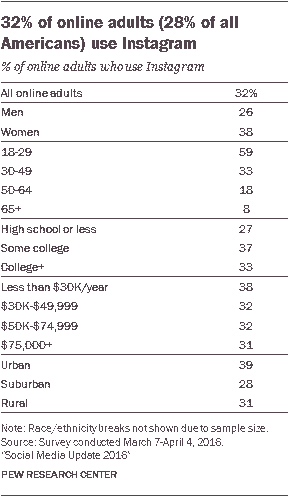 32% of online adults (28% of all
Americans) use Instagram
% of online adults who use Instagram
All online adults 32%
Men 26
Women 38
18-29 59
30-49 33
50-64 18
65+ 8
High school or less 27
Some college 37
College+ 33
Less than $30K/year 38
$30K-$49,999 32
$50K-$74,999 32
$75,000+ 31
Urban 39
Suburban 28
Rural 31
Note: Race/ethnicity breaks not shown due to sample size.
Source: Survey conducted March 7-April 4, 2016.
"Social Media Update 2016"
PEW RESEARCH CENTER